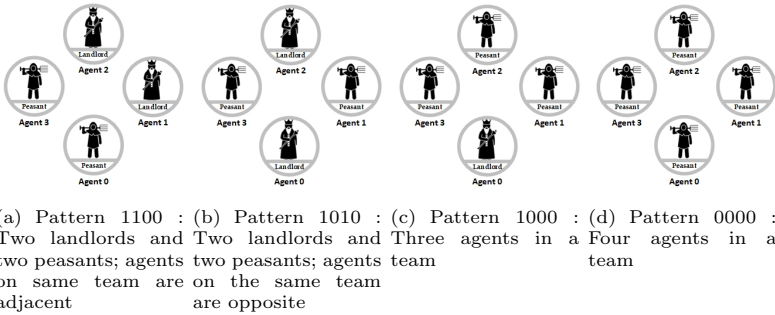 Landlord
Agent 2
Peasant
Agent 3
Landlord
Agent 1
Peasant
Agent 0
Landlord
Agent 2
Peasant
Agent 3
Peasant
Agent 1
Landlord
Agent 0
Peasant
Agent 2
Peasant
Agent 3
Peasant
Agent 1
Landlord
Agent 0
Peasant
Agent 2
Peasant
Agent 3
Peasant
Agent 1
Peasant
Agent 0
(a) Pattern 1100 :
Two landlords and
two peasants; agents
on same team are
adjacent
(b) Pattern 1010 :
Two landlords and
two peasants; agents
on the same team
are opposite
(c) Pattern 1000 :
Three agents in a
team
(d) Pattern 0000 :
Four agents in a
team